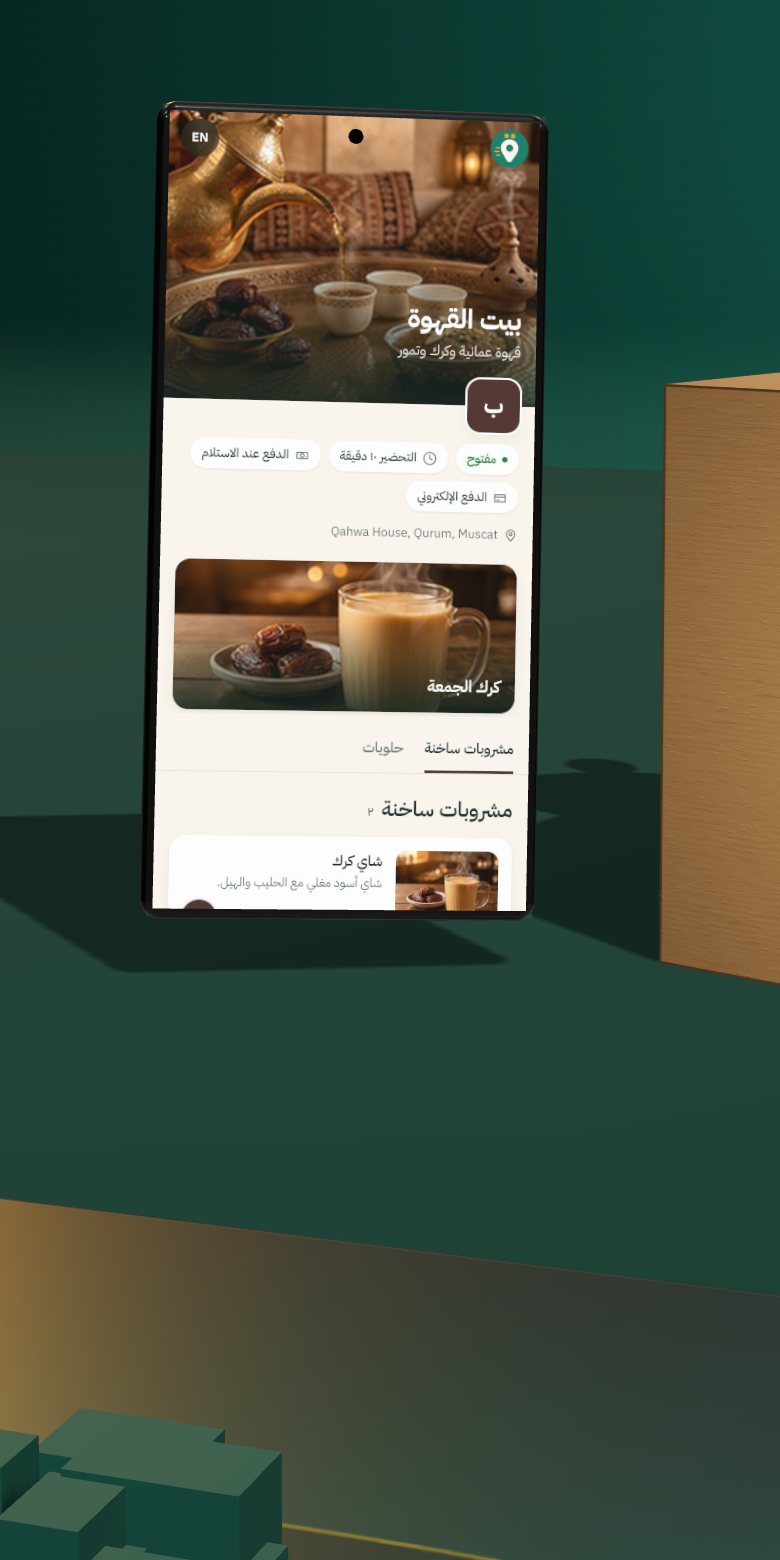 EN
بيت القهوة
قهوة عمانية وكرك وتمور
ب
مفتوح
التحضير ١٠ دقيقة
الدفع عند الاستلام
الدفع الإلكتروني
Qahwa House, Qurum, Muscat
كرك الجمعة
مشروبات ساخنة
حلويات
مشروبات ساخنة ٢
شاي كرك
شاي أسود مغلي مع الحليب والهيل.